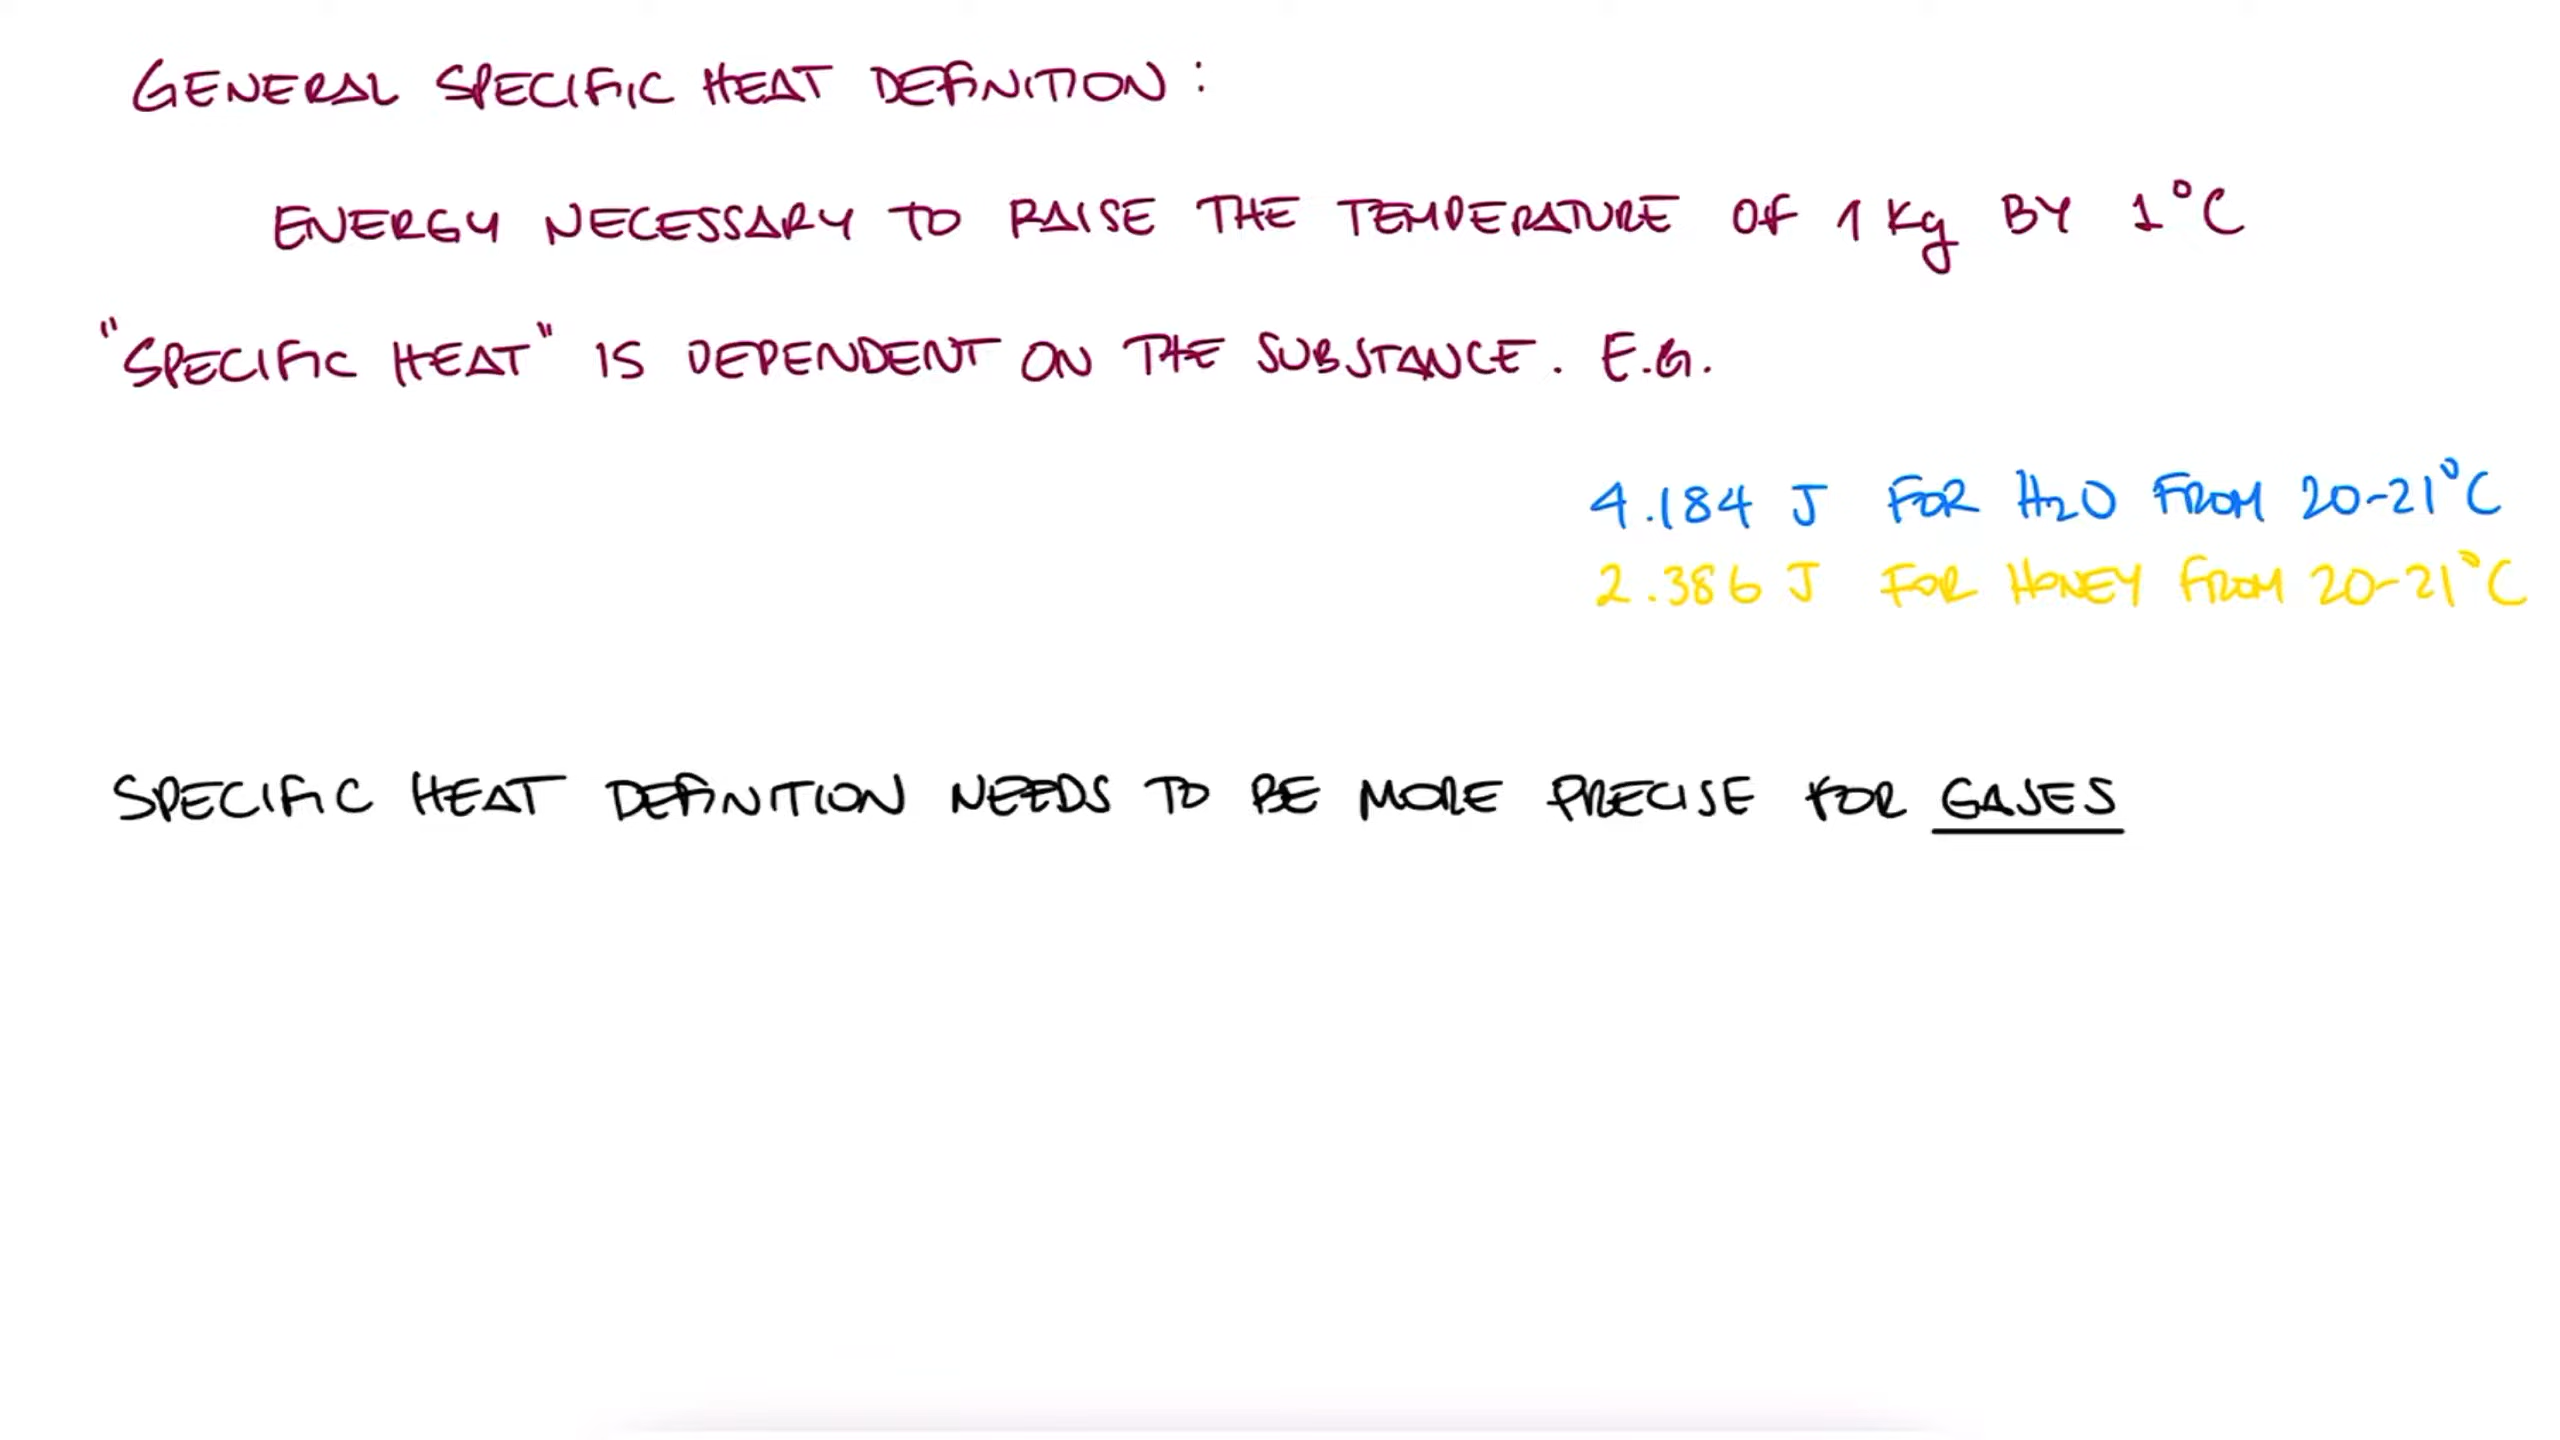 GENERAL SPECIFIC HEAT DEFINITION:
ENERGY NECESSARY TO RAISE THE TEMPERATURE OF 1 Kg BY 1°C
"SPECIFIC HEAT" IS DEPENDENT ON THE SUBSTANCE. E.G.
4.184 J FOR H₂O FROM 20-21°C
2.386 J FOR HONEY FROM 20-21°C
SPECIFIC HEAT DEFINITION NEEDS TO BE MORE PRECISE FOR GASES